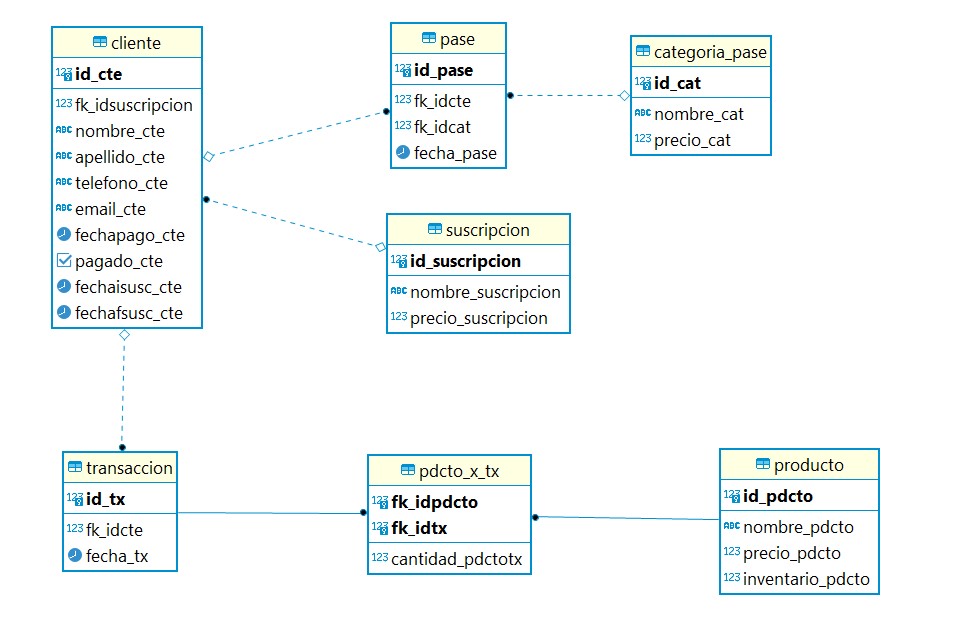 cliente
123 id_cte
123 fk_idsuscripcion
ABC nombre_cte
ABC apellido_cte
ABC telefono_cte
ABC email_cte
fechapago_cte
pagado_cte
fechaisusc_cte
fechafsusc_cte
pase
123 id_pase
123 fk_idcte
123 fk_idcat
fecha_pase
categoria_pase
123 id_cat
ABC nombre_cat
123 precio_cat
suscripcion
123 id_suscripcion
ABC nombre_suscripcion
123 precio_suscripcion
transaccion
123 id_tx
123 fk_idcte
fecha_tx
pdcto_x_tx
123 fk_idpdcto
123 fk_idtx
123 cantidad_pdctotx
producto
123 id_pdcto
ABC nombre_pdcto
123 precio_pdcto
123 inventario_pdcto